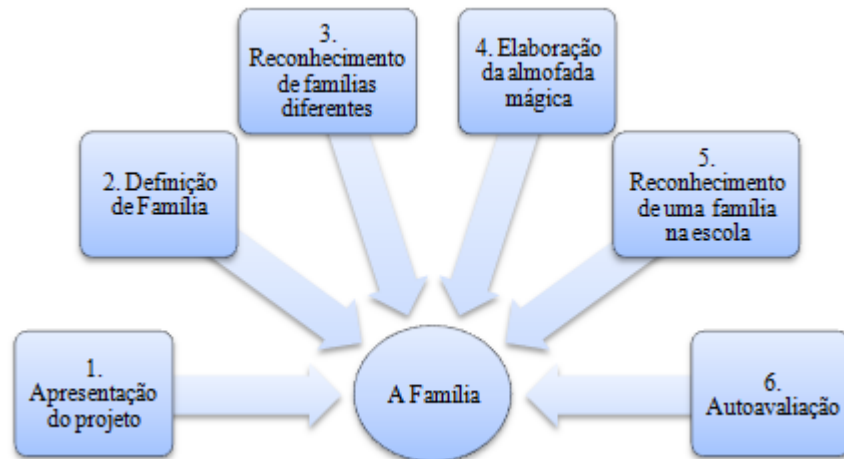 1.
Apresentação
do projeto
2. Definição
de Família
3.
Reconhecimento
de famílias
diferentes
4. Elaboração
da almofada
mágica
5.
Reconhecimento
de uma família
na escola
6.
Autoavaliação
A Família